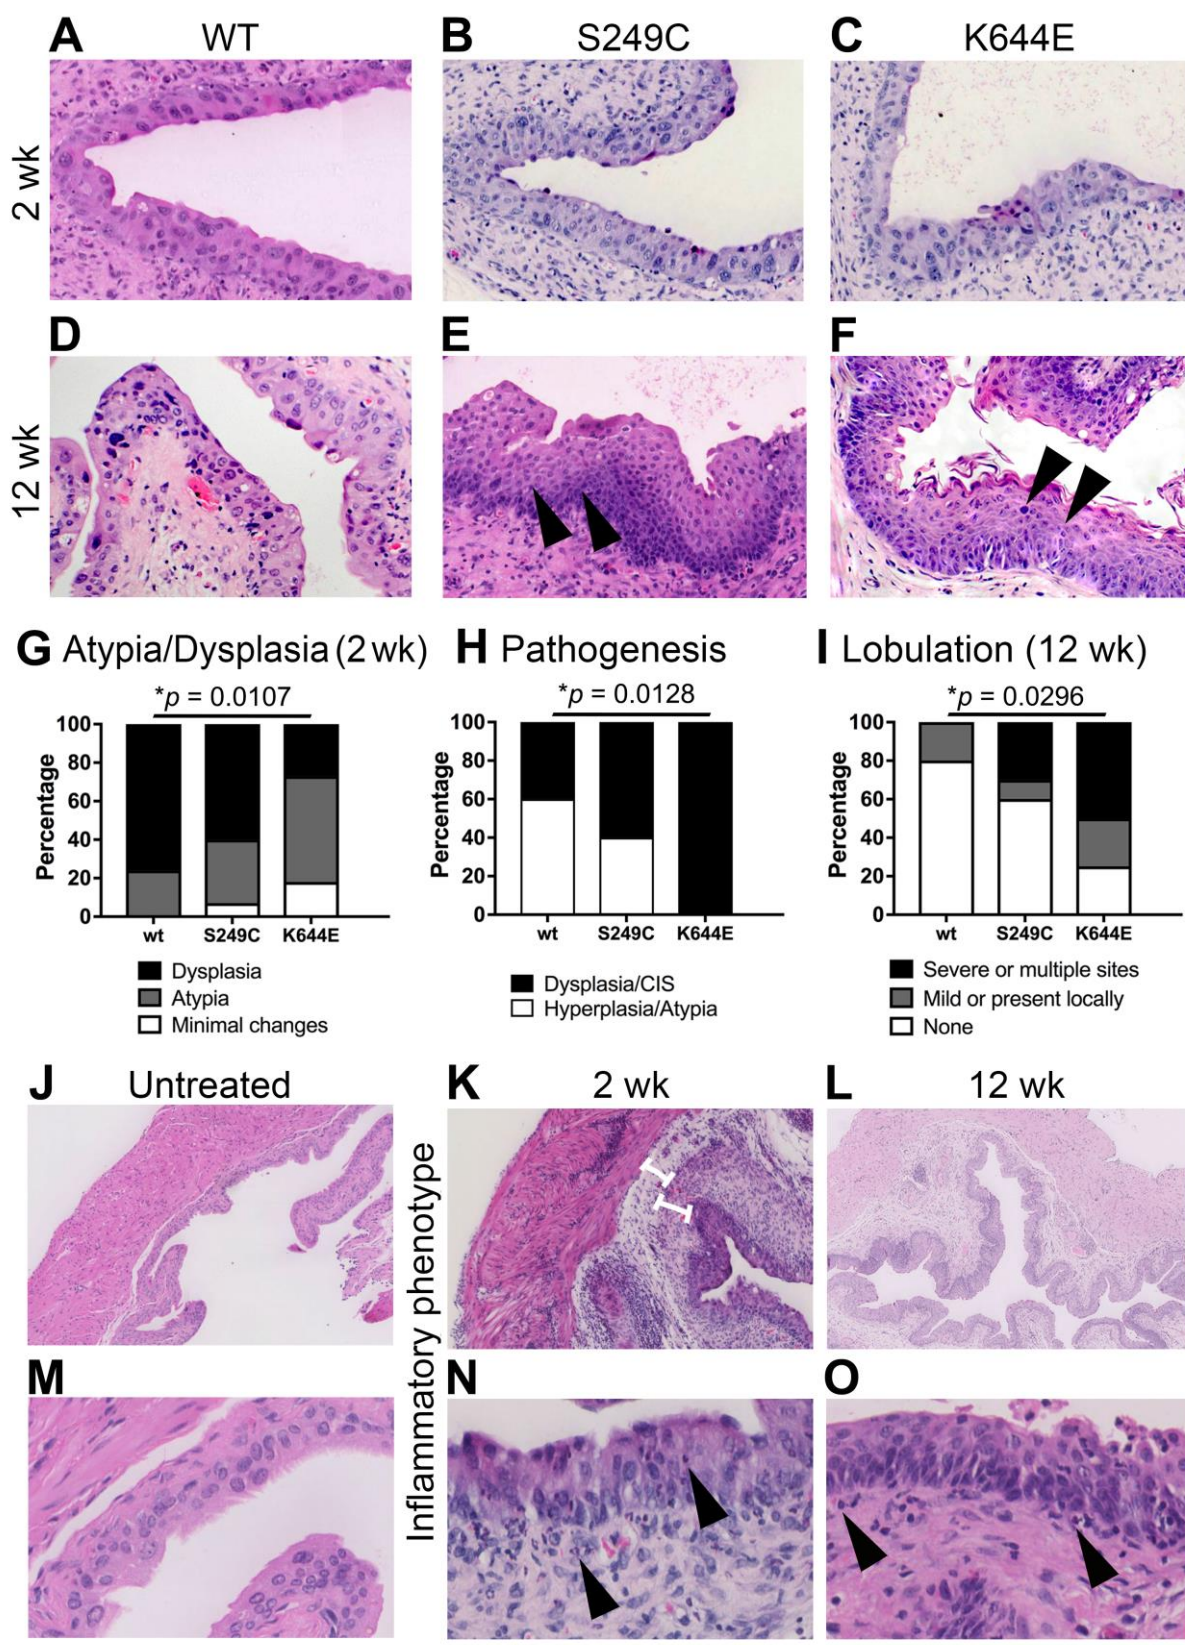 A WT B S249C C K644E
2 wk
D E F
12 wk
G Atypia/Dysplasia (2 wk) H Pathogenesis I Lobulation (12 wk)
*p = 0.0107 *p = 0.0128 *p = 0.0296
Percentage
100
80
60
40
20
0
wt S249C K644E
Dysplasia
Atypia
Minimal changes
Percentage
100
80
60
40
20
0
wt S249C K644E
Dysplasia/CIS
Hyperplasia/Atypia
Percentage
100
80
60
40
20
0
wt S249C K644E
Severe or multiple sites
Mild or present locally
None
J Untreated K 2 wk L 12 wk
Inflammatory phenotype
M N O